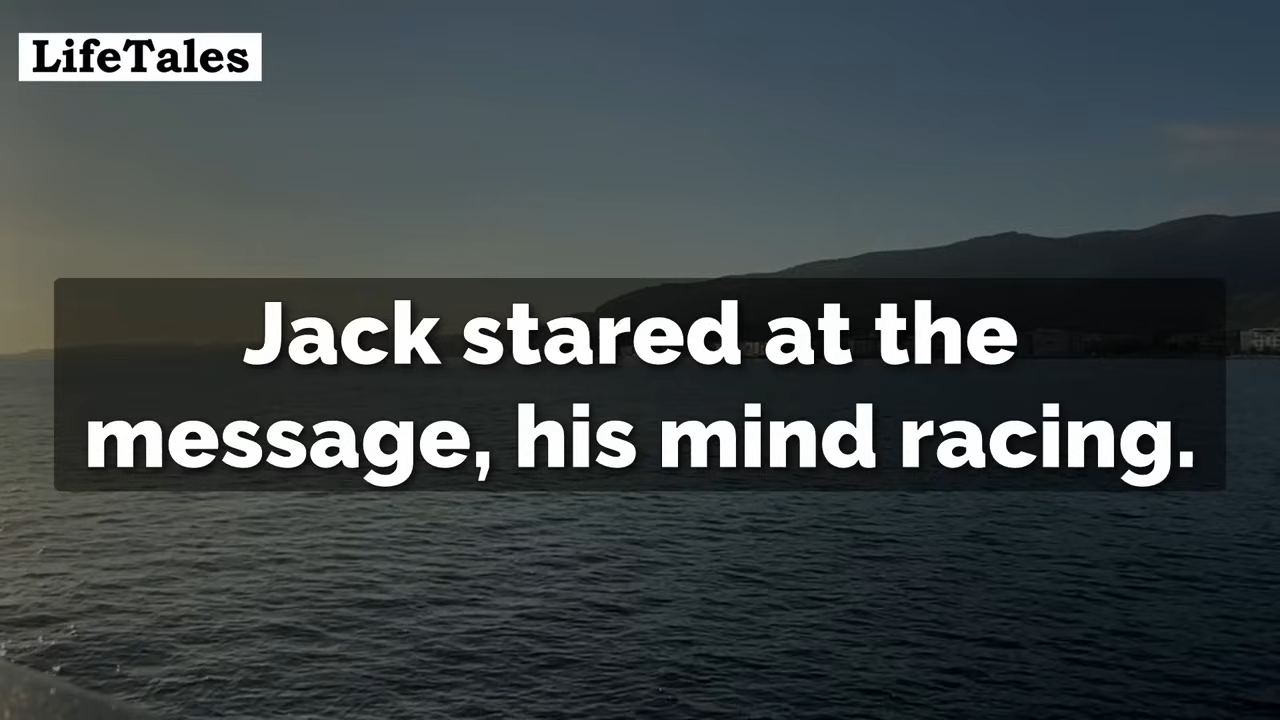 LifeTales
Jack stared at the
message, his mind racing.